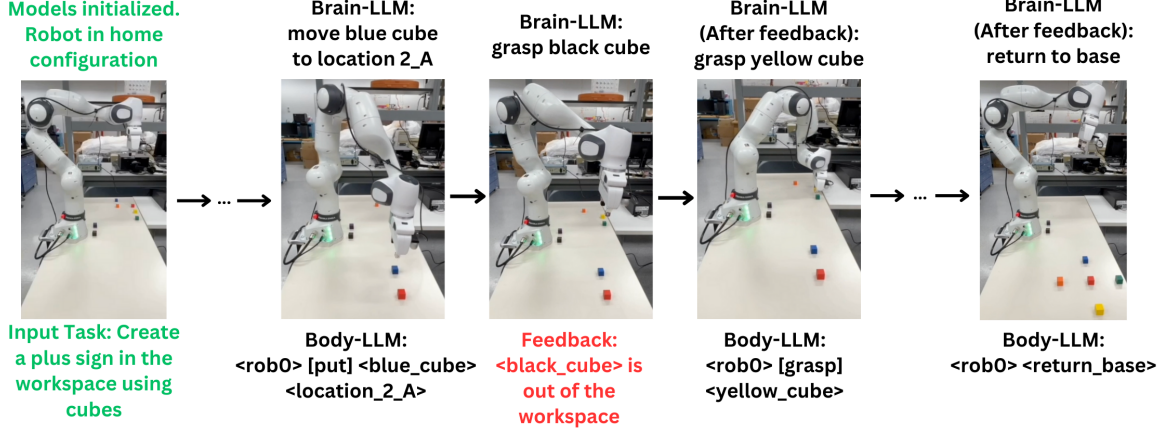 Models initialized.
Robot in home
configuration
Brain-LLM:
move blue cube
to location 2_A
Brain-LLM:
grasp black cube
Brain-LLM
(After feedback):
grasp yellow cube
Brain-LLM
(After feedback):
return to base
...
...
Input Task: Create
a plus sign in the
workspace using
cubes
Body-LLM:
<rob0> [put] <blue_cube>
<location_2_A>
Feedback:
<black_cube> is
out of the
workspace
Body-LLM:
<rob0> [grasp]
<yellow_cube>
Body-LLM:
<rob0> <return_base>